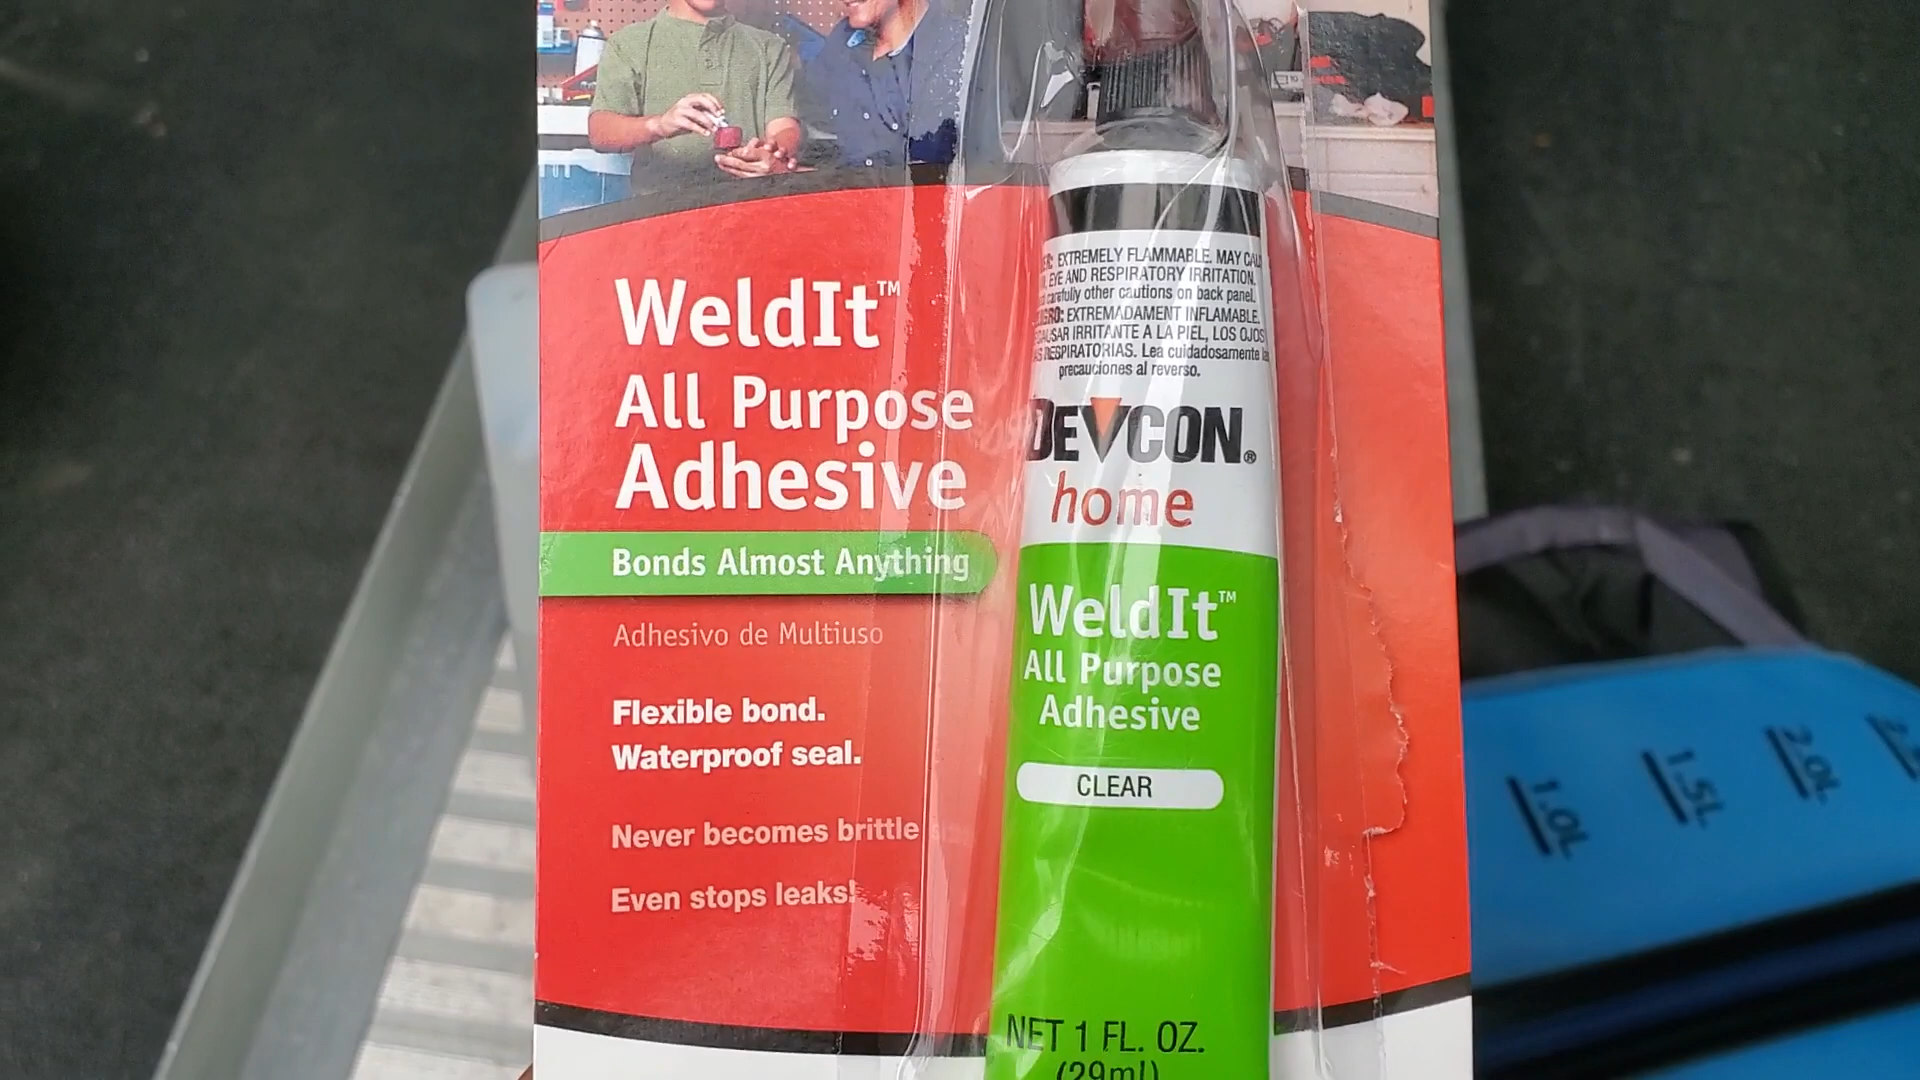 WeldIt™
All Purpose
Adhesive
Bonds Almost Anything
Adhesivo de Multiuso
Flexible bond.
Waterproof seal.
Never becomes brittle
Even stops leaks!
EXTREMELY FLAMMABLE. MAY
EYE AND RESPIRATORY IRRITATION.
carefully other cautions on back panel.
EXTREMADAMENT INFLAMABLE.
CAUSAR IRRITANTE A LA PIEL, LOS OJOS
RESPIRATORIAS. Lea cuidadosamente
precauciones al reverso.
DEVCON®
home
WeldIt™
All Purpose
Adhesive
CLEAR
NET 1 FL. OZ.
(29ml)
1.0L
1.5L
2.0L